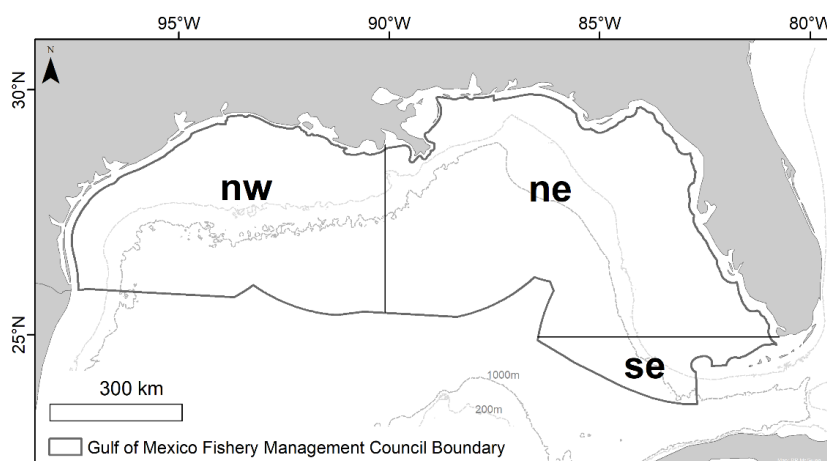 95°W 90°W 85°W 80°W
N
30°N
25°N
nw
ne
se
1000m
200m
300 km
Gulf of Mexico Fishery Management Council Boundary